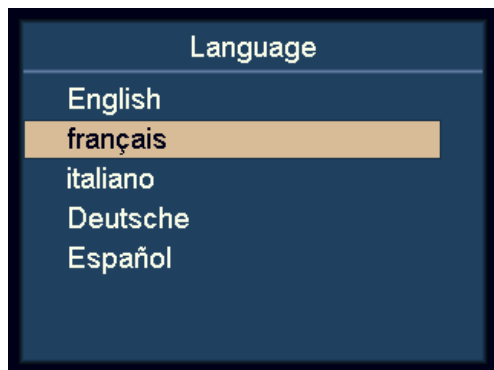 Language
English
français
italiano
Deutsche
Español